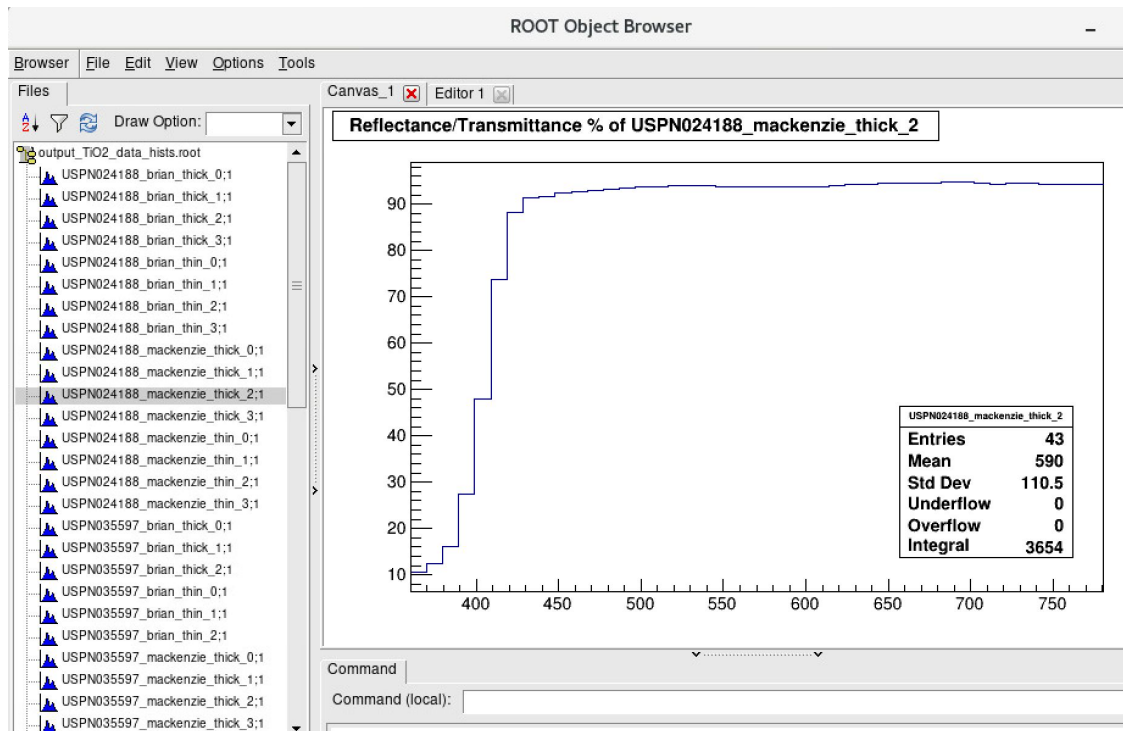 ROOT Object Browser
Browser File Edit View Options Tools
Files
Draw Option:
output_TiO2_data_hists.root
USPN024188_brian_thick_0;1
USPN024188_brian_thick_1;1
USPN024188_brian_thick_2;1
USPN024188_brian_thick_3;1
USPN024188_brian_thin_0;1
USPN024188_brian_thin_1;1
USPN024188_brian_thin_2;1
USPN024188_brian_thin_3;1
USPN024188_mackenzie_thick_0;1
USPN024188_mackenzie_thick_1;1
USPN024188_mackenzie_thick_2;1
USPN024188_mackenzie_thick_3;1
USPN024188_mackenzie_thin_0;1
USPN024188_mackenzie_thin_1;1
USPN024188_mackenzie_thin_2;1
USPN024188_mackenzie_thin_3;1
USPN035597_brian_thick_0;1
USPN035597_brian_thick_1;1
USPN035597_brian_thick_2;1
USPN035597_brian_thin_0;1
USPN035597_brian_thin_1;1
USPN035597_brian_thin_2;1
USPN035597_mackenzie_thick_0;1
USPN035597_mackenzie_thick_1;1
USPN035597_mackenzie_thick_2;1
USPN035597_mackenzie_thick_3;1
Canvas_1 Editor 1
Reflectance/Transmittance % of USPN024188_mackenzie_thick_2
90
80
70
60
50
40
30
20
10
400 450 500 550 600 650 700 750
USPN024188_mackenzie_thick_2
Entries 43
Mean 590
Std Dev 110.5
Underflow 0
Overflow 0
Integral 3654
Command
Command (local):